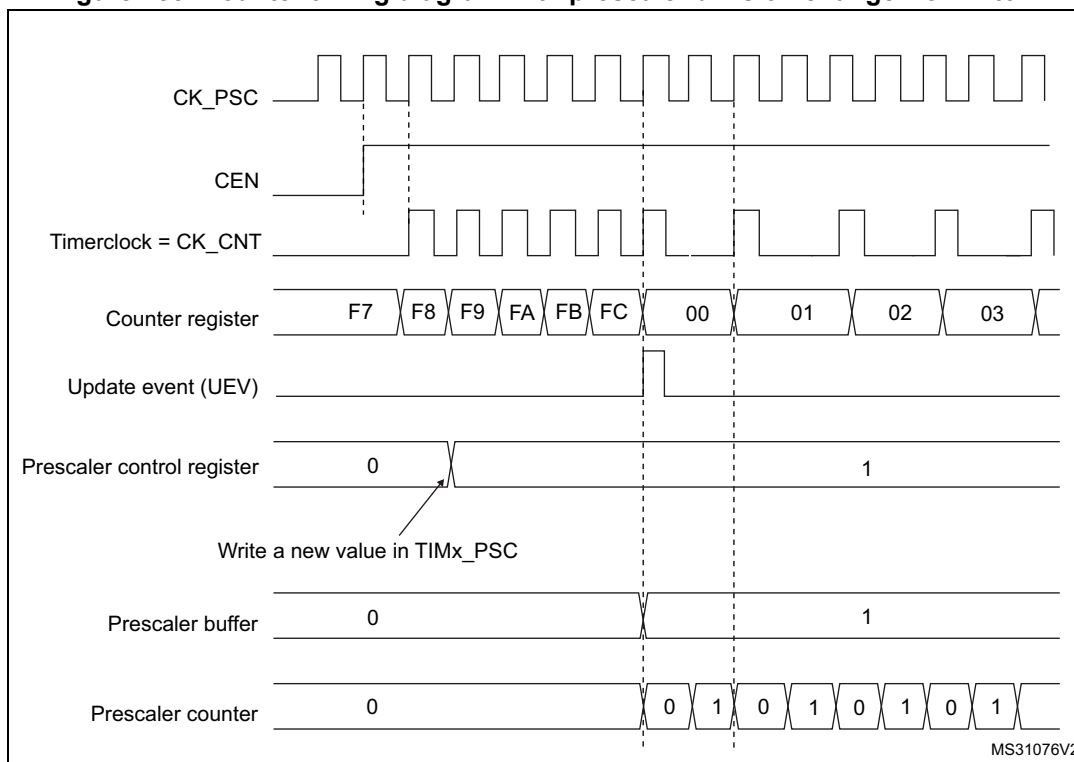 CK_PSC
CEN
Timerclock = CK_CNT
Counter register F7 F8 F9 FA FB FC 00 01 02 03
Update event (UEV)
Prescaler control register 0 1
Write a new value in TIMx_PSC
Prescaler buffer 0 1
Prescaler counter 0 0 1 0 1 0 1 0 1
MS31076V2